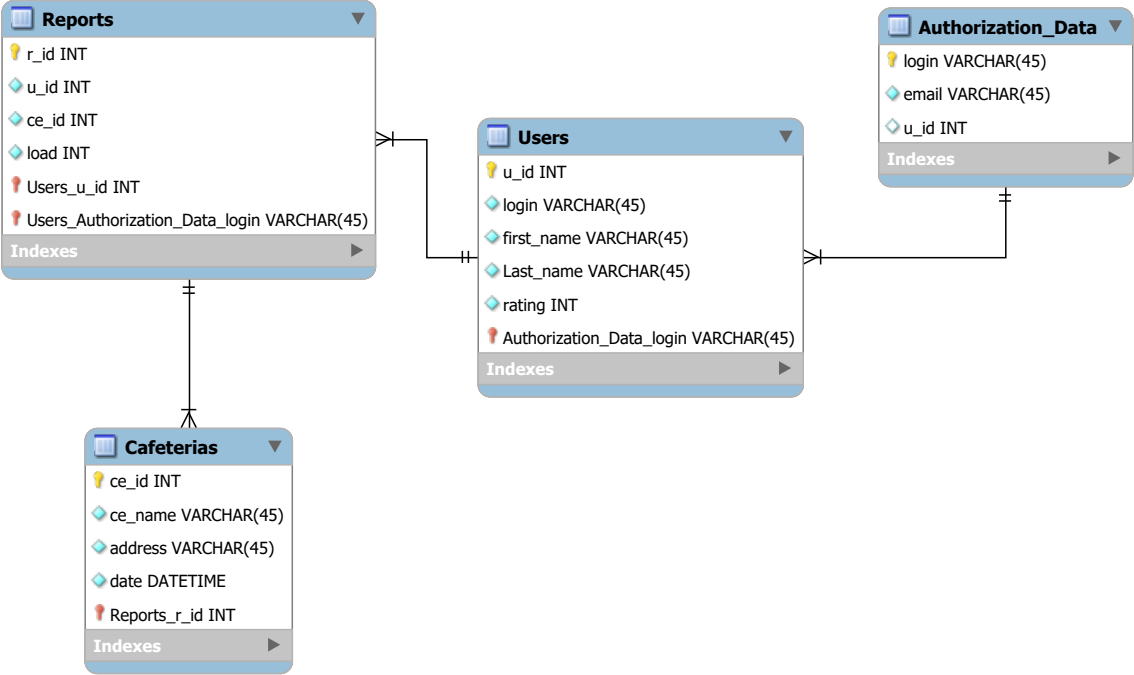 Reports
r_id INT
u_id INT
ce_id INT
load INT
Users_u_id INT
Users_Authorization_Data_login VARCHAR(45)
Indexes
Users
u_id INT
login VARCHAR(45)
first_name VARCHAR(45)
Last_name VARCHAR(45)
rating INT
Authorization_Data_login VARCHAR(45)
Indexes
Authorization_Data
login VARCHAR(45)
email VARCHAR(45)
u_id INT
Indexes
Cafeterias
ce_id INT
ce_name VARCHAR(45)
address VARCHAR(45)
date DATETIME
Reports_r_id INT
Indexes